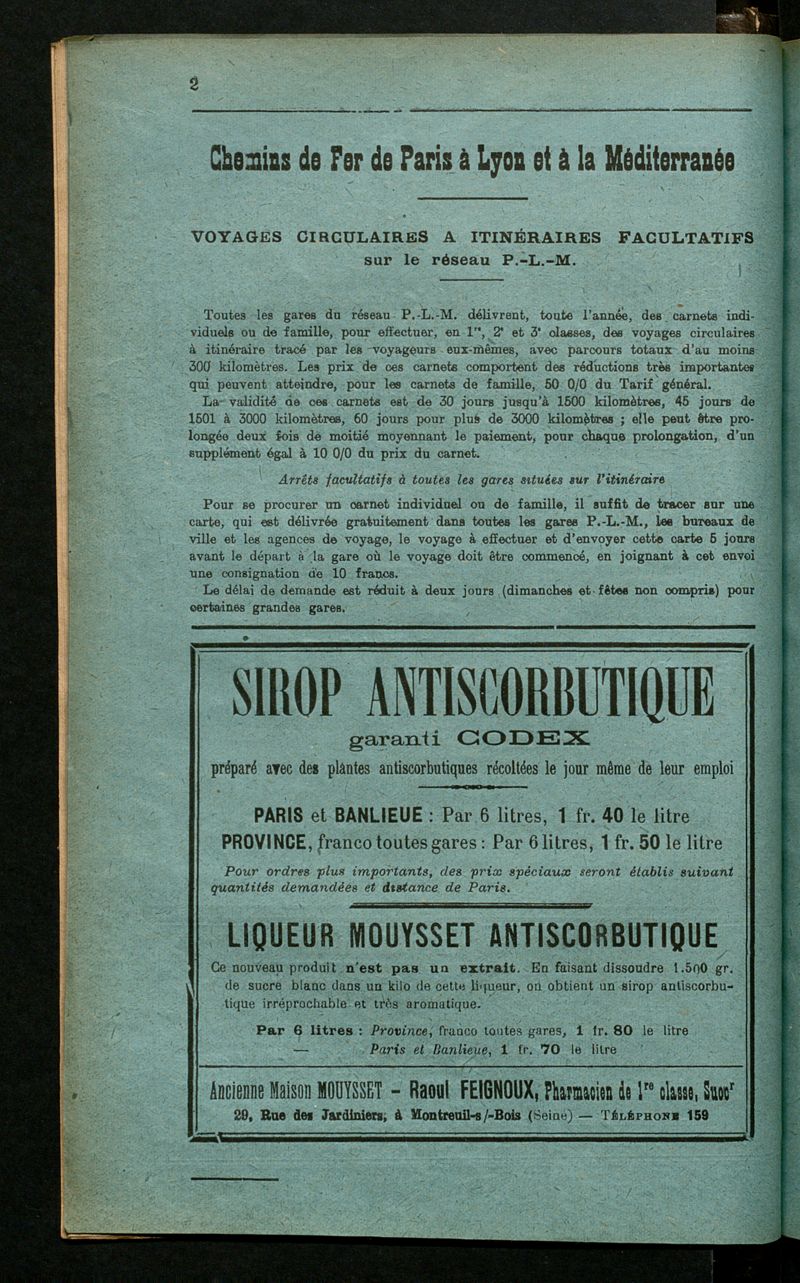 2
Chemins de Fer de Paris à Lyon et à la Méditerranée
VOYAGES CIRCULAIRES A ITINÉRAIRES FACULTATIFS
sur le réseau P.-L.-M.
Toutes les gares du réseau P.-L.-M. délivrent, toute l'année, des carnets indi-
viduels ou de famille, pour effectuer, en 1re, 2e et 3e classes, des voyages circulaires
à itinéraire tracé par les voyageurs eux-mêmes, avec parcours totaux d'au moins
300 kilomètres. Les prix de ces carnets comportent des réductions très importantes
qui peuvent atteindre, pour les carnets de famille, 50 0/0 du Tarif général.
La validité de ces carnets est de 30 jours jusqu'à 1500 kilomètres, 45 jours de
1501 à 3000 kilomètres, 60 jours pour plus de 3000 kilomètres ; elle peut être pro-
longée deux fois de moitié moyennant le paiement, pour chaque prolongation, d'un
supplément égal à 10 0/0 du prix du carnet.
Arrêts facultatifs à toutes les gares situées sur l'itinéraire
Pour se procurer un carnet individuel ou de famille, il suffit de tracer sur une
carte, qui est délivrée gratuitement dans toutes les gares P.-L.-M., les bureaux de
ville et les agences de voyage, le voyage à effectuer et d'envoyer cette carte 5 jours
avant le départ à la gare où le voyage doit être commencé, en joignant à cet envoi
une consignation de 10 francs.
Le délai de demande est réduit à deux jours (dimanches et fêtes non compris) pour
certaines grandes gares.
SIROP ANTISCORBUTIQUE
garanti CODEX
préparé avec des plantes antiscorbutiques récoltées le jour même de leur emploi
PARIS et BANLIEUE : Par 6 litres, 1 fr. 40 le litre
PROVINCE, franco toutes gares : Par 6 litres, 1 fr. 50 le litre
Pour ordres plus importants, des prix spéciaux seront établis suivant
quantités demandées et distance de Paris.
LIQUEUR MOUYSSET ANTISCORBUTIQUE
Ce nouveau produit n'est pas un extrait. En faisant dissoudre 1.500 gr.
de sucre blanc dans un kilo de cette liqueur, on obtient un sirop antiscorbu-
tique irréprochable et très aromatique.
Par 6 litres : Province, franco toutes gares, 1 fr. 80 le litre
— Paris et Banlieue, 1 fr. 70 le litre
Ancienne Maison MOUYSSET - Raoul FEIGNOUX, Pharmacien de 1re classe, Succr
29, Rue des Jardiniers, à Montreuil-s/-Bois (Seine) — TÉLÉPHONE 159